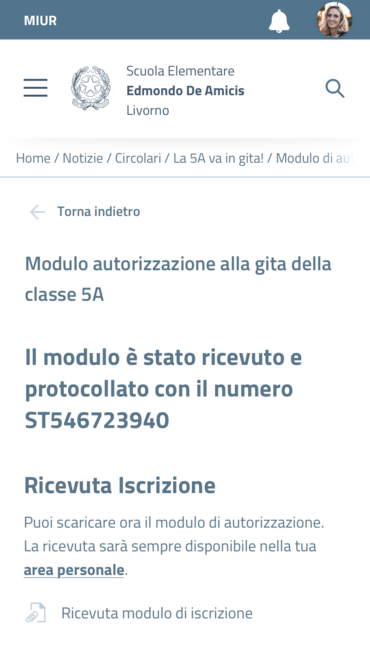 MIUR
Scuola Elementare
Edmondo De Amicis
Livorno
Home / Notizie / Circolari / La 5A va in gita! / Modulo di au
Torna indietro
Modulo autorizzazione alla gita della
classe 5A
Il modulo è stato ricevuto e
protocollato con il numero
ST546723940
Ricevuta Iscrizione
Puoi scaricare ora il modulo di autorizzazione.
La ricevuta sarà sempre disponibile nella tua
area personale.
Ricevuta modulo di iscrizione